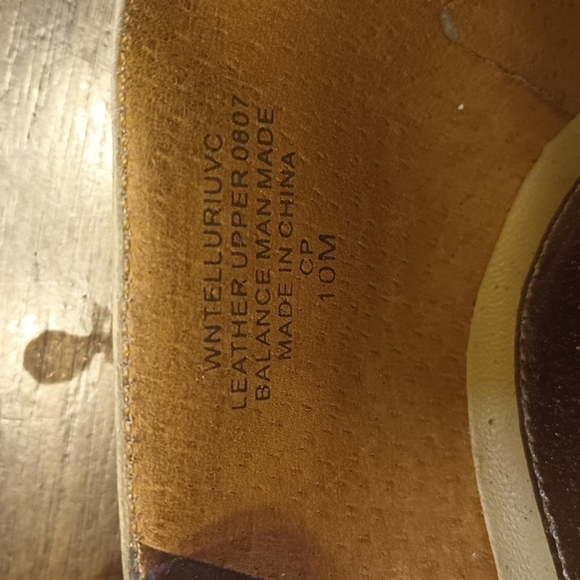 WNTELLURIUVC
LEATHER UPPER 0807
BALANCE MAN MADE
MADE IN CHINA
CP
10M